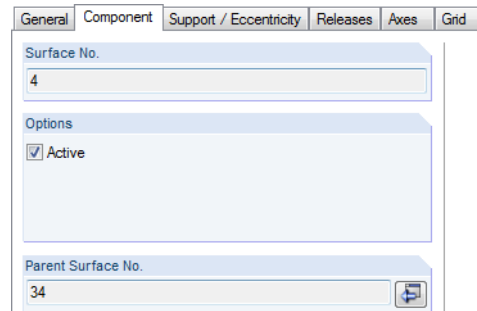 General Component Support / Eccentricity Releases Axes Grid
Surface No.
4
Options
Active
Parent Surface No.
34